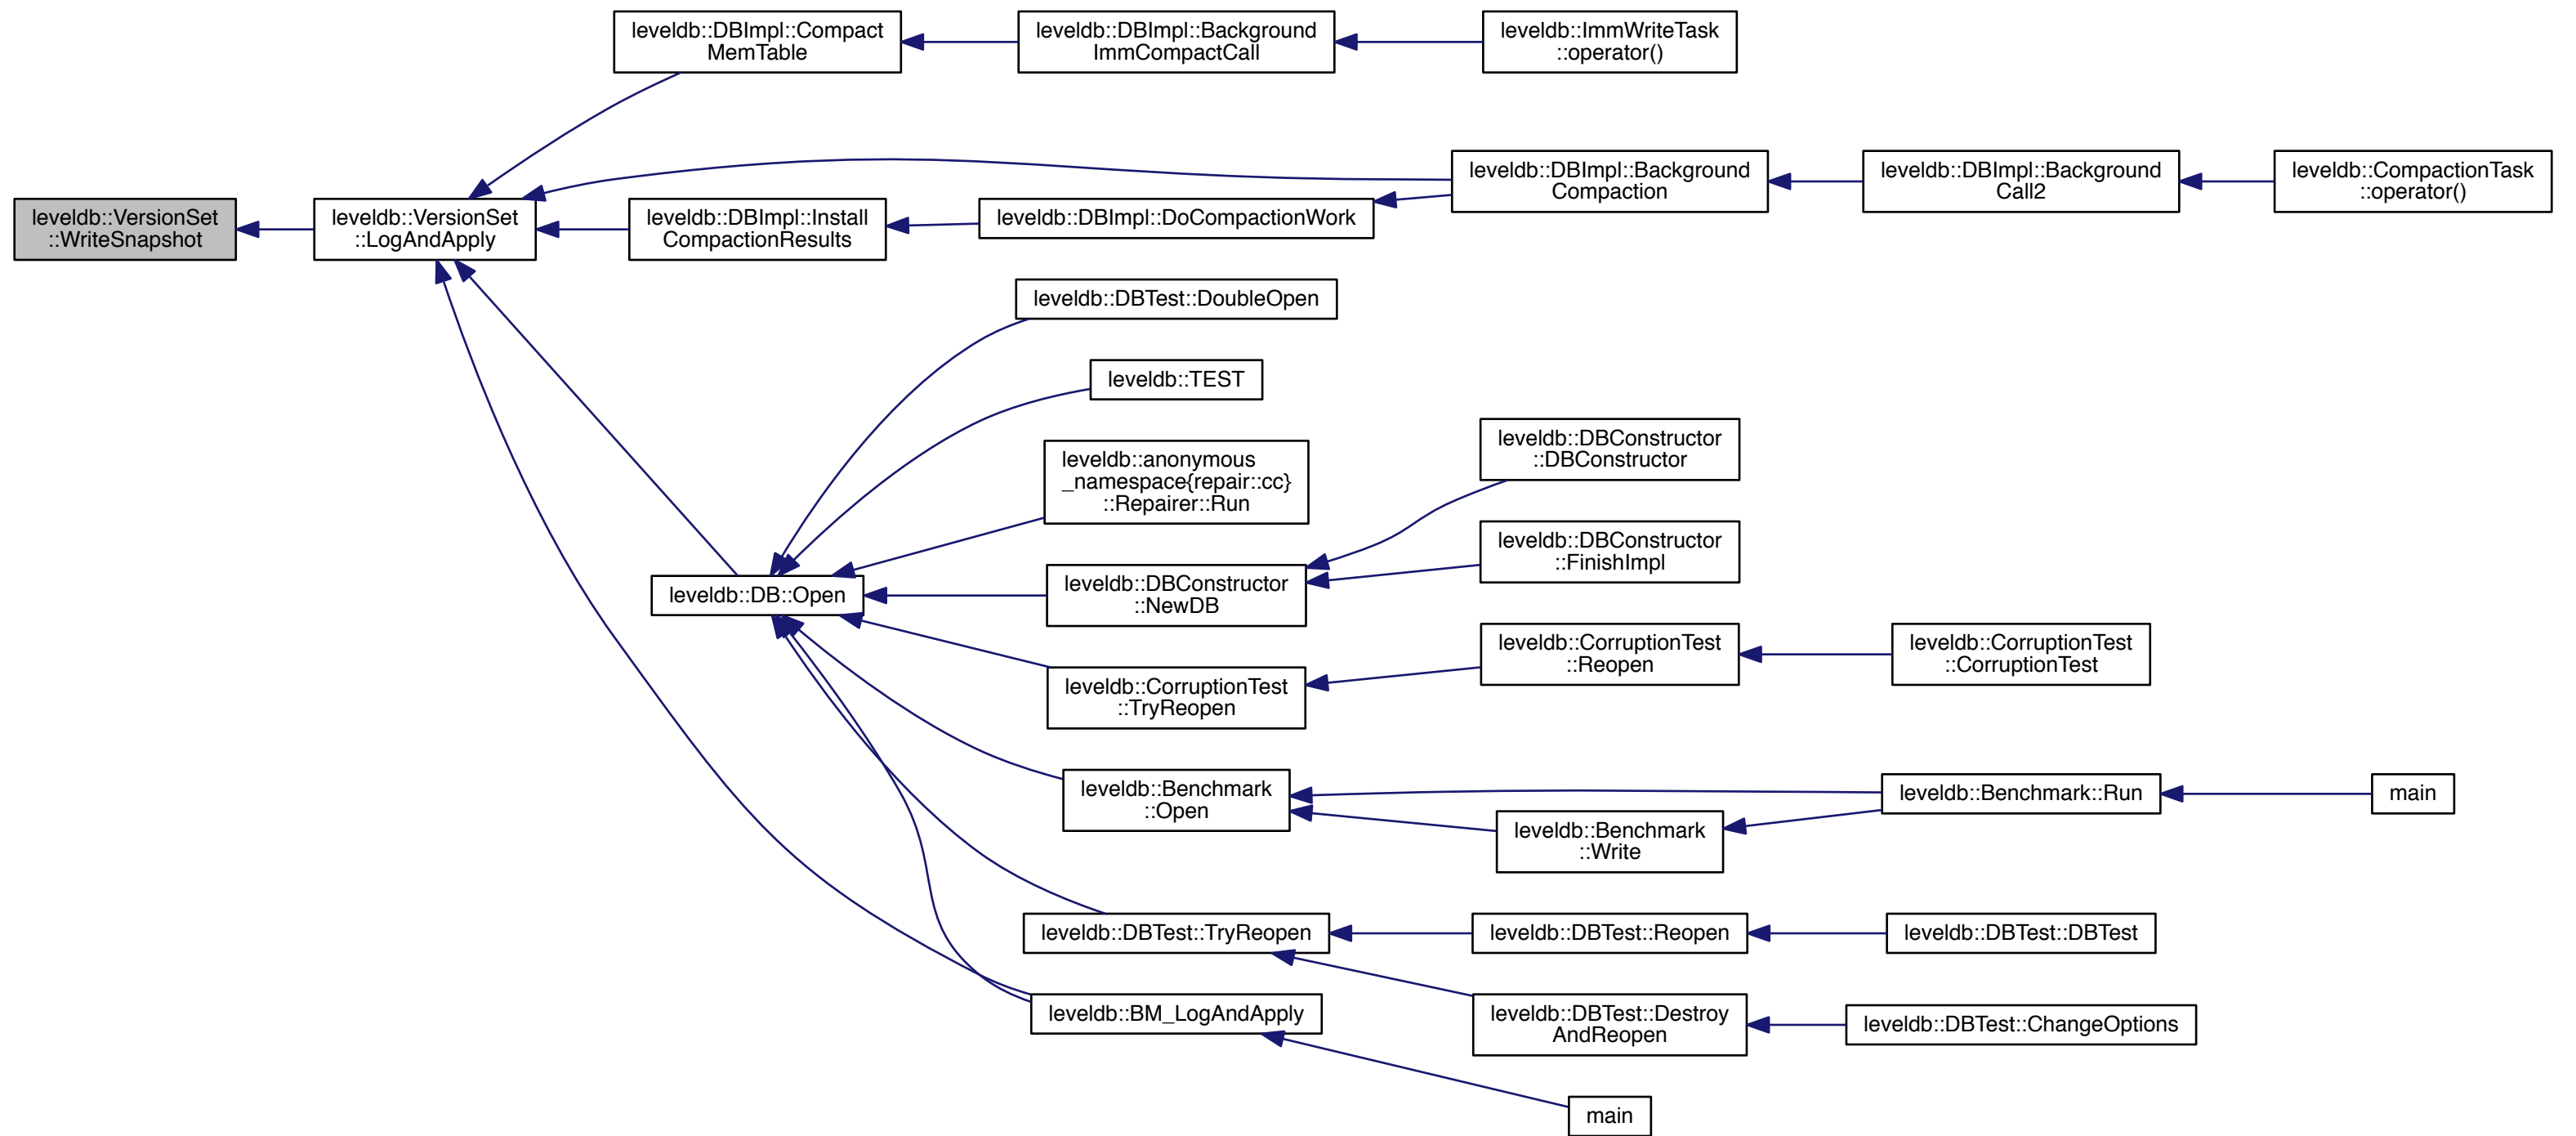 leveldb::DBImpl::Compact
MemTable
leveldb::DBImpl::Background
ImmCompactCall
leveldb::ImmWriteTask
::operator()
leveldb::VersionSet
::WriteSnapshot
leveldb::VersionSet
::LogAndApply
leveldb::DBImpl::Install
CompactionResults
leveldb::DBImpl::DoCompactionWork
leveldb::DBImpl::Background
Compaction
leveldb::DBImpl::Background
Call2
leveldb::CompactionTask
::operator()
leveldb::DBTest::DoubleOpen
leveldb::TEST
leveldb::anonymous
_namespace{repair::cc}
::Repairer::Run
leveldb::DBConstructor
::DBConstructor
leveldb::DBConstructor
::FinishImpl
leveldb::DB::Open
leveldb::DBConstructor
::NewDB
leveldb::CorruptionTest
::TryReopen
leveldb::CorruptionTest
::Reopen
leveldb::CorruptionTest
::CorruptionTest
leveldb::Benchmark
::Open
leveldb::Benchmark
::Write
leveldb::Benchmark::Run
main
leveldb::DBTest::TryReopen
leveldb::DBTest::Reopen
leveldb::DBTest::DBTest
leveldb::BM_LogAndApply
leveldb::DBTest::Destroy
AndReopen
leveldb::DBTest::ChangeOptions
main